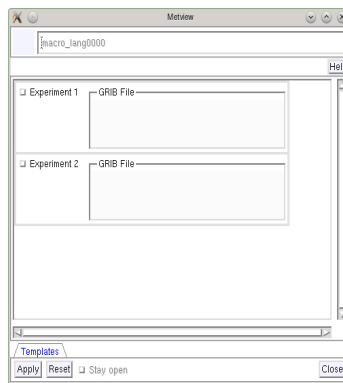 Metview
macro_lang0000
Hel
Experiment 1
GRIB File
Experiment 2
GRIB File
Templates
Apply Reset Stay open Close